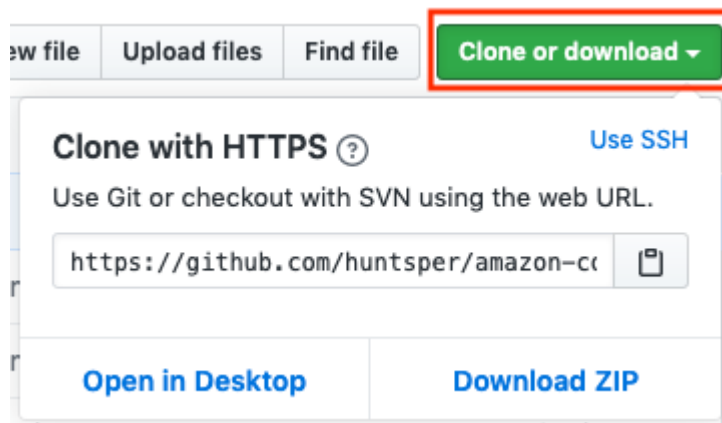 ew file Upload files Find file Clone or download
Clone with HTTPS ? Use SSH
Use Git or checkout with SVN using the web URL.
https://github.com/huntsper/amazon-co
Open in Desktop Download ZIP